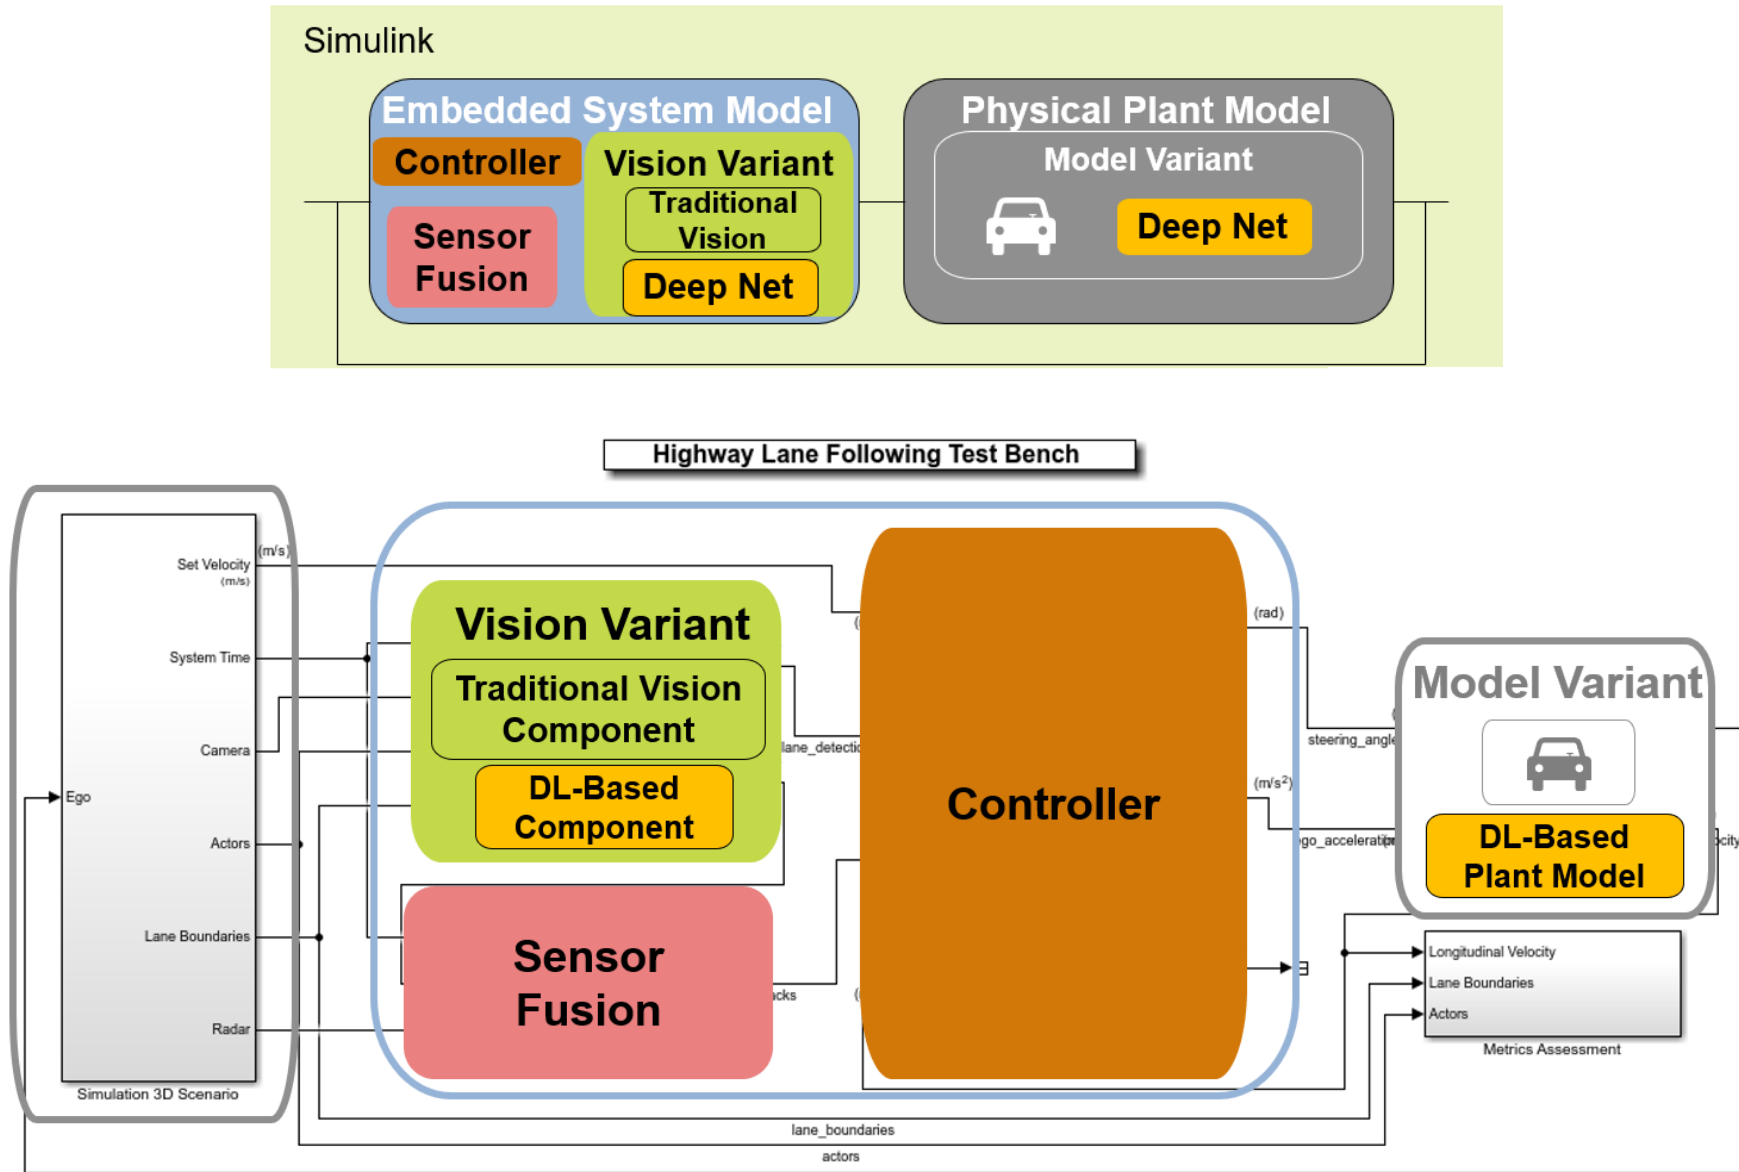 Simulink
Embedded System Model
Controller
Sensor
Fusion
Vision Variant
Traditional
Vision
Deep Net
Physical Plant Model
Model Variant
Deep Net
Highway Lane Following Test Bench
Ego
Set Velocity
(m/s)
System Time
Camera
Actors
Lane Boundaries
Radar
Simulation 3D Scenario
(m/s)
Vision Variant
Traditional Vision
Component
DL-Based
Component
Sensor
Fusion
Controller
(rad)
(m/s²)
Model Variant
DL-Based
Plant Model
Longitudinal Velocity
Lane Boundaries
Actors
Metrics Assessment
lane_boundaries
actors